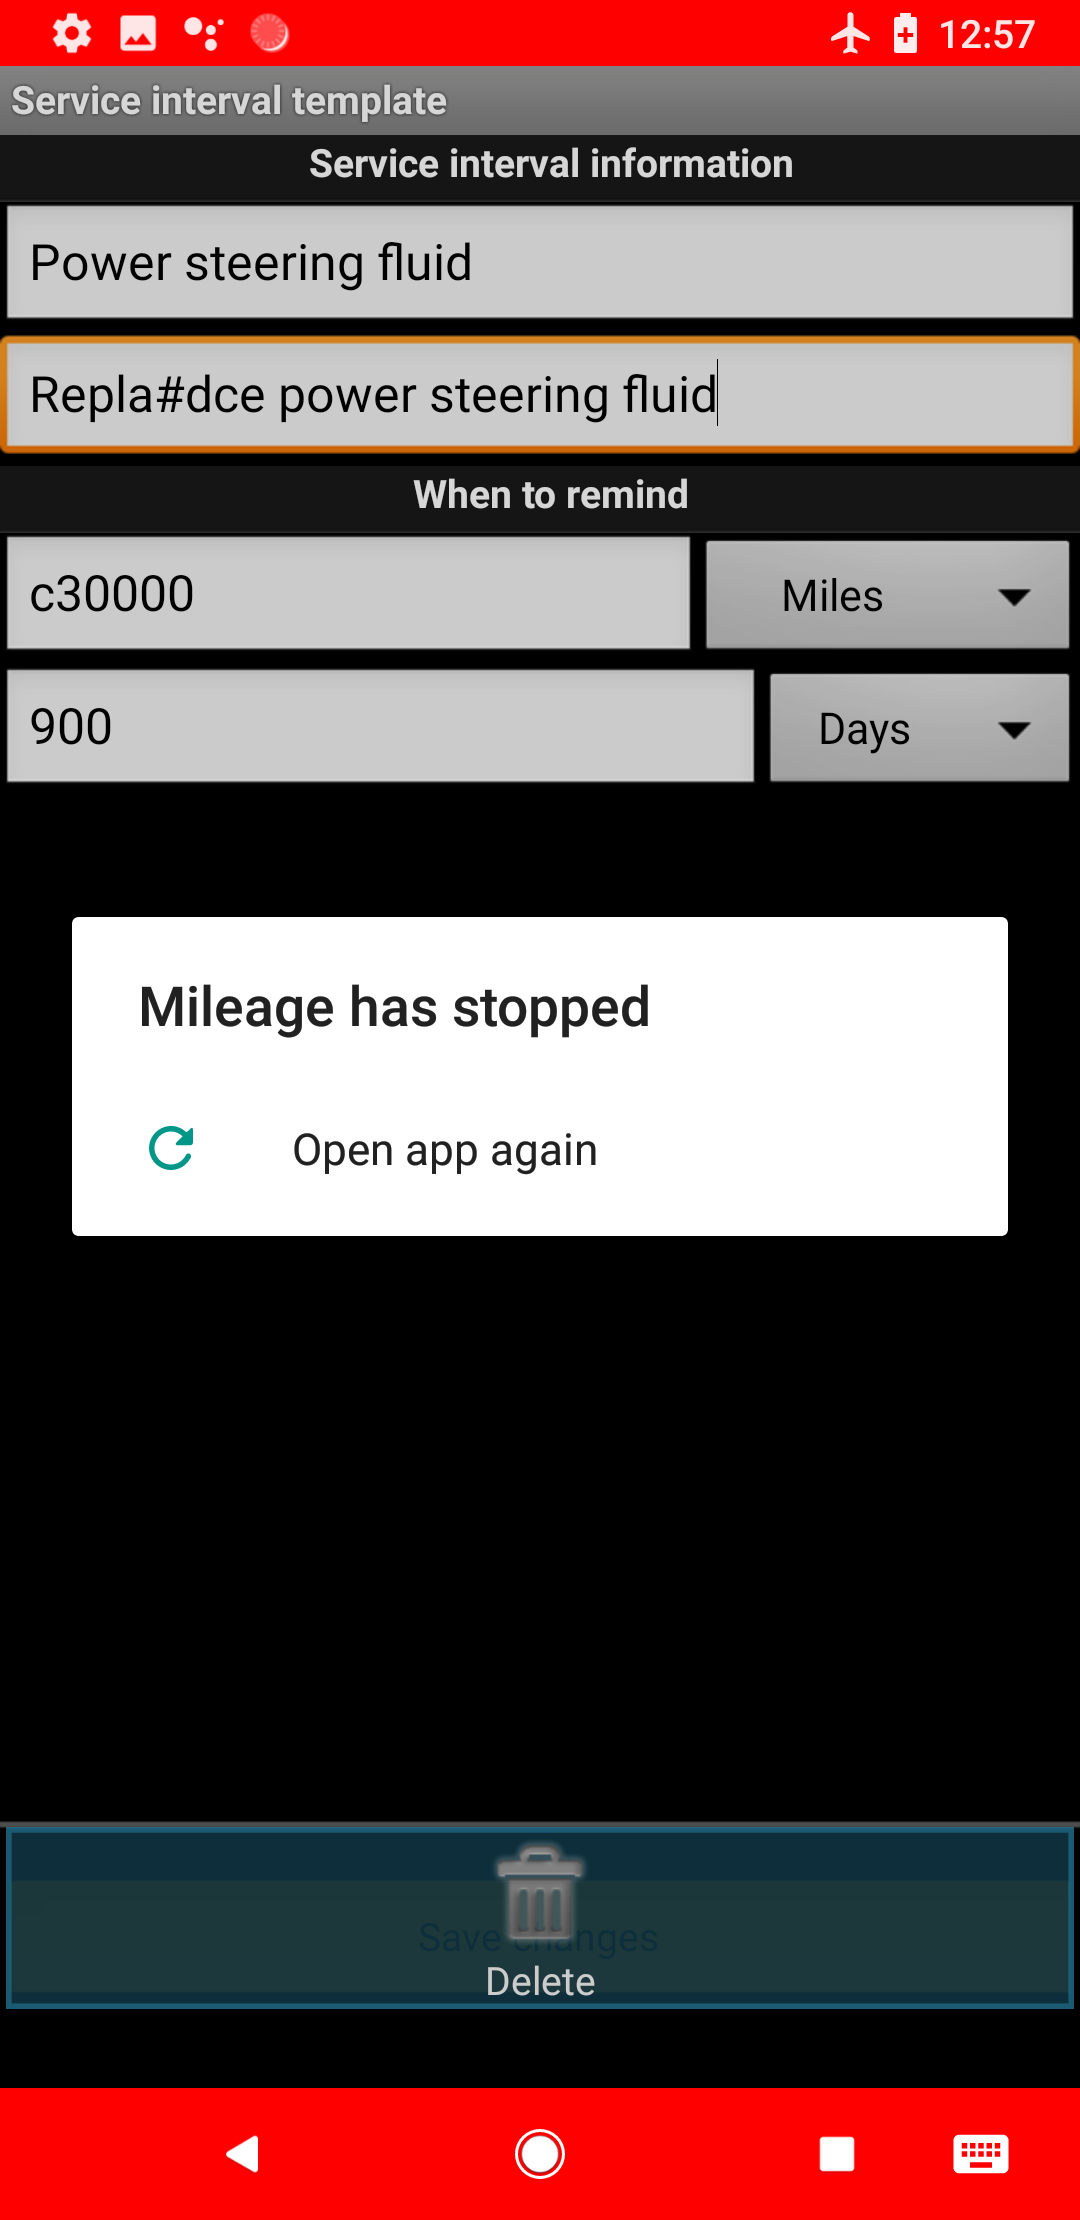 12:57
Service interval template
Service interval information
Power steering fluid
Repla#dce power steering fluid
When to remind
c30000
Miles
900
Days
Mileage has stopped
Open app again
Save changes
Delete